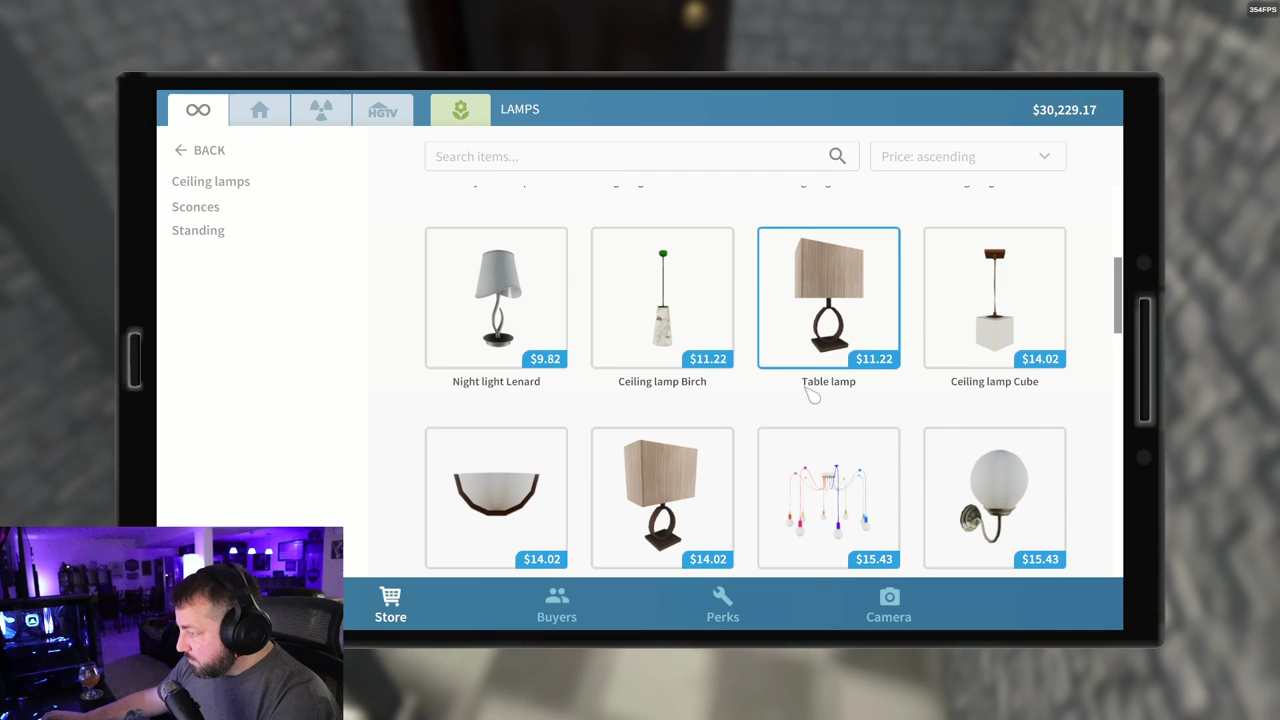 354FPS
HGTV
LAMPS
$30,229.17
BACK
Search items...
Price: ascending
Ceiling lamps
Sconces
Standing
$9.82
$11.22
$11.22
$14.02
Night light Lenard
Ceiling lamp Birch
Table lamp
Ceiling lamp Cube
$14.02
$14.02
$15.43
$15.43
Store
Buyers
Perks
Camera